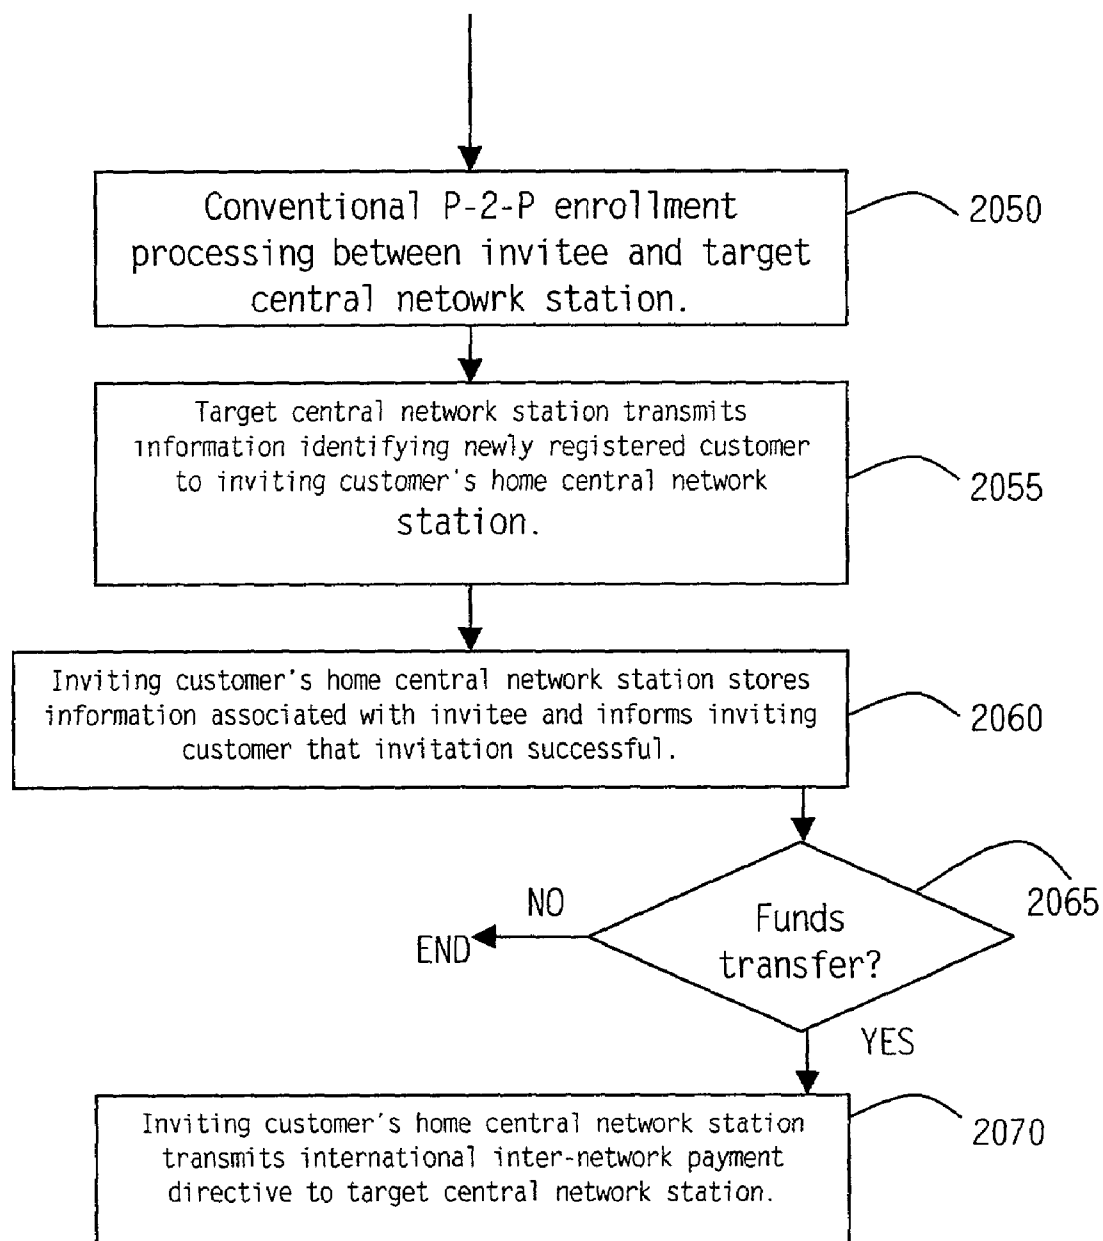 Conventional P-2-P enrollment
processing between invitee and target
central netowrk station.
2050
Target central network station transmits
information identifying newly registered customer
to inviting customer's home central network
station.
2055
Inviting customer's home central network station stores
information associated with invitee and informs inviting
customer that invitation successful.
2060
Funds
transfer?
2065
NO
END
YES
Inviting customer's home central network station
transmits international inter-network payment
directive to target central network station.
2070